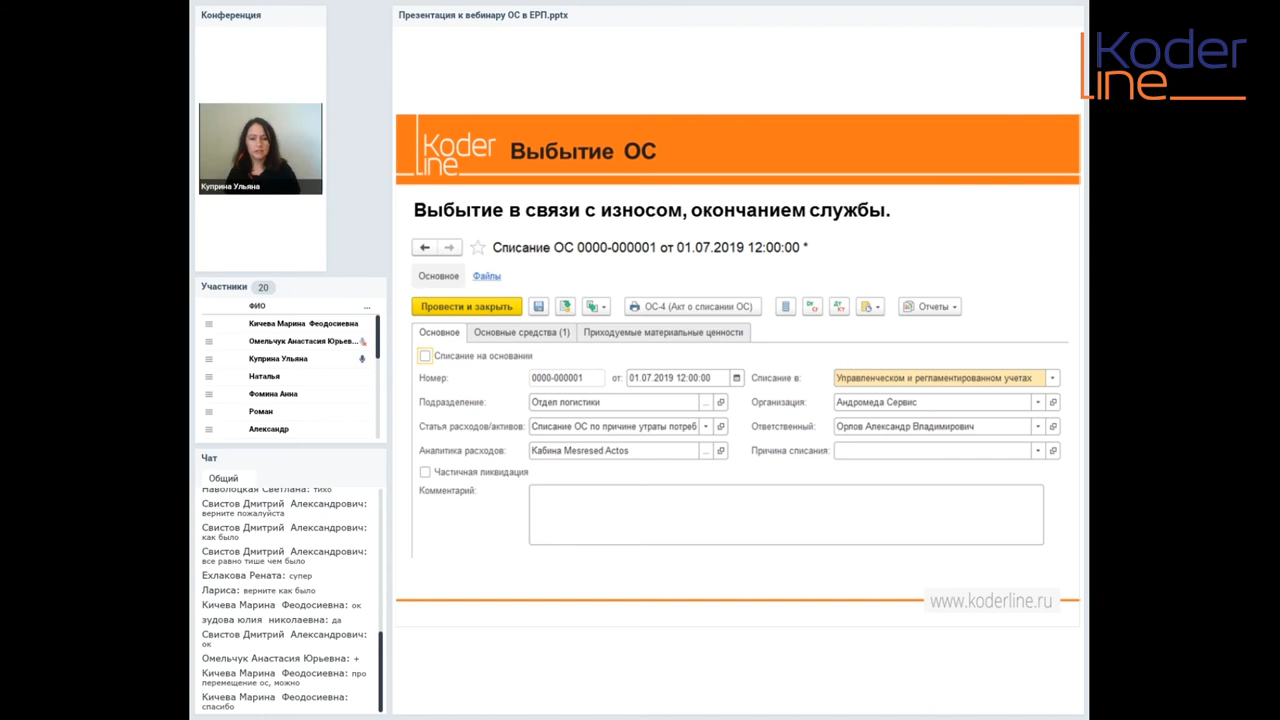 Конференция
Презентация к вебинару ОС в ЕРП.pptx
Koder
line
Куприна Ульяна
Участники 20
ФИО ...
Кичева Марина Феодосиевна
Омельчук Анастасия Юрьев...
Куприна Ульяна
Наталья
Фомина Анна
Роман
Александр
Чат
Общий
Наволоцкая Светлана: тихо
Свистов Дмитрий Александрович:
верните пожалуйста
Свистов Дмитрий Александрович:
как было
Свистов Дмитрий Александрович:
все равно тише чем было
Ехлакова Рената: супер
Лариса: верните как было
Кичева Марина Феодосиевна: ок
зудова юлия николаевна: да
Свистов Дмитрий Александрович:
ок
Омельчук Анастасия Юрьевна: +
Кичева Марина Феодосиевна: про
перемещение ос, можно
Кичева Марина Феодосиевна:
спасибо
Koder
line
Выбытие ОС
Выбытие в связи с износом, окончанием службы.
Списание ОС 0000-000001 от 01.07.2019 12:00:00 *
Основное Файлы
Провести и закрыть ОС-4 (Акт о списании ОС) Дт Кт Отчеты
Основное Основные средства (1) Приходуемые материальные ценности
Списание на основании
Номер: 0000-000001 от: 01.07.2019 12:00:00 Списание в: Управленческом и регламентированном учетах
Подразделение: Отдел логистики ... Организация: Андромеда Сервис
Статья расходов/активов: Списание ОС по причине утраты потреб Ответственный: Орлов Александр Владимирович
Аналитика расходов: Кабина Mesresed Actos ... Причина списания:
Частичная ликвидация
Комментарий:
www.koderline.ru